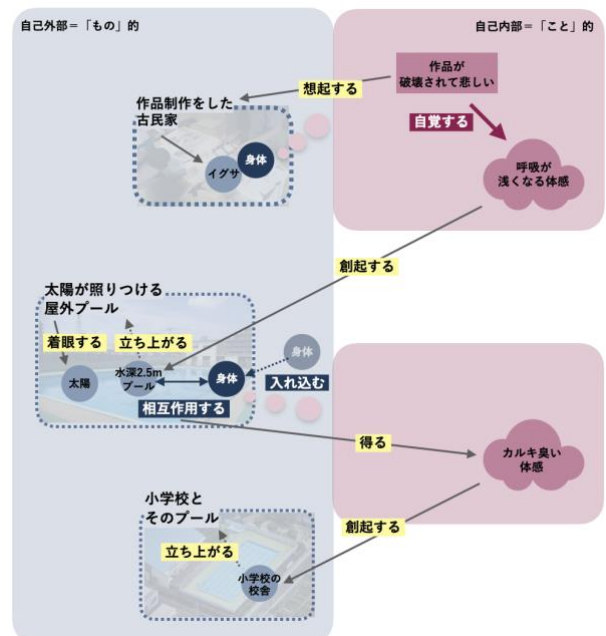 自己外部＝「もの」的
自己内部＝「こと」的
作品が
破壊されて悲しい
想起する
作品制作をした
古民家
自覚する
身体
イグサ
呼吸が
浅くなる体感
創起する
太陽が照りつける
屋外プール
着眼する
立ち上がる
身体
太陽
水深2.5m
プール
身体
入れ込む
相互作用する
得る
カルキ臭い
体感
小学校と
そのプール
創起する
立ち上がる
小学校の
校舎